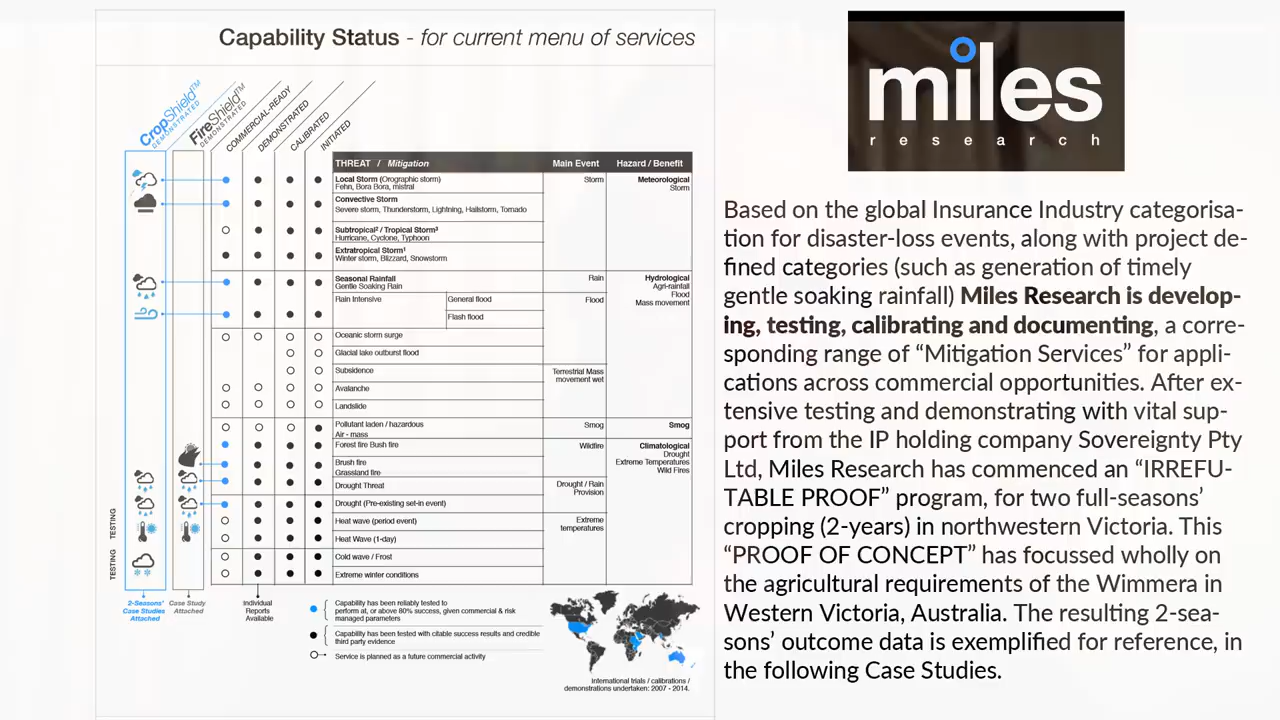 Capability Status - for current menu of services
CropShield™
DEMONSTRATED
FireShield™
DEMONSTRATED
COMMERCIAL-READY
DEMONSTRATED
CALIBRATED
INITIATED
THREAT / Mitigation Main Event Hazard / Benefit
Local Storm (Orographic storm) Storm Meteorological
Fehn, Bora Bora, mistral Storm
Convective Storm
Severe storm, Thunderstorm, Lightning, Hailstorm, Tornado
Subtropical² / Tropical Storm³
Hurricane, Cyclone, Typhoon
Extratropical Storm¹
Winter storm, Blizzard, Snowstorm
Seasonal Rainfall Rain Hydrological
Gentle Soaking Rain Agri-rainfall
Flood
Mass movement
Rain Intensive General flood Flood
Flash flood
Oceanic storm surge
Glacial lake outburst flood
Subsidence Terrestrial Mass
movement wet
Avalanche
Landslide
Pollutant laden / hazardous Smog Smog
Air - mass
Forest fire Bush fire Wildfire Climatological
Drought
Extreme Temperatures
Wild Fires
Brush fire
Grassland fire
Drought Threat Drought / Rain
Provision
Drought (Pre-existing set-in event)
Heat wave (period event) Extreme
temperatures
Heat Wave (1-day)
Cold wave / Frost
Extreme winter conditions
TESTING
TESTING
2-Seasons'
Case Studies
Attached
Case Study
Attached
Individual
Reports
Available
Capability has been reliably tested to
perform at, or above 80% success, given commercial & risk
managed parameters
Capability has been tested with citable success results and credible
third party evidence
Service is planned as a future commercial activity
International trials / calibrations /
demonstrations undertaken: 2007 - 2014.
miles
research
Based on the global Insurance Industry categorisa-
tion for disaster-loss events, along with project de-
fined categories (such as generation of timely
gentle soaking rainfall) Miles Research is develop-
ing, testing, calibrating and documenting, a corre-
sponding range of “Mitigation Services” for appli-
cations across commercial opportunities. After ex-
tensive testing and demonstrating with vital sup-
port from the IP holding company Sovereignty Pty
Ltd, Miles Research has commenced an “IRREFU-
TABLE PROOF” program, for two full-seasons’
cropping (2-years) in northwestern Victoria. This
“PROOF OF CONCEPT” has focussed wholly on
the agricultural requirements of the Wimmera in
Western Victoria, Australia. The resulting 2-sea-
sons’ outcome data is exemplified for reference, in
the following Case Studies.